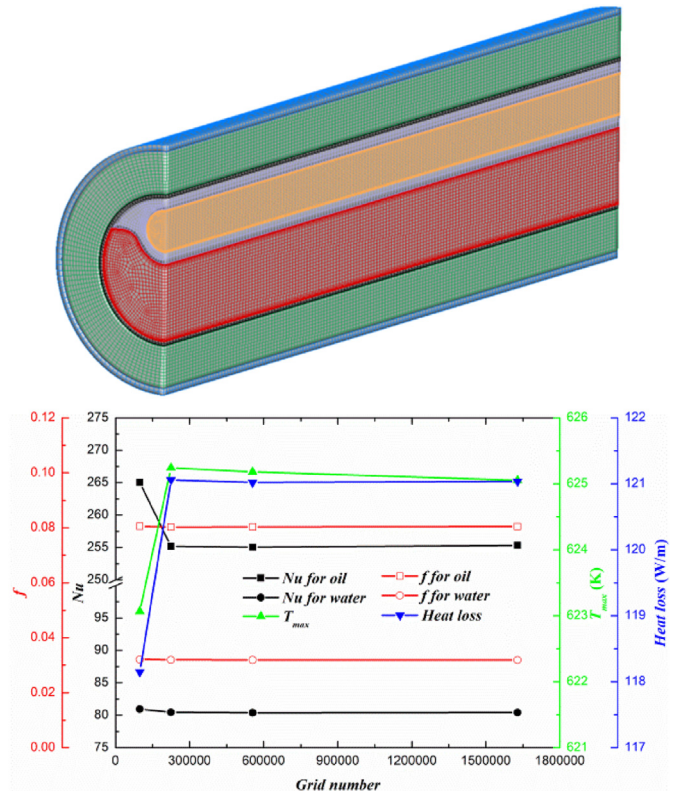 0.12
0.10
0.08
0.06
0.04
0.02
0.00
f
275
270
265
260
255
250
95
90
85
80
75
Nu
Nu for oil
f for oil
Nu for water
f for water
T max
Heat loss
626
625
624
623
622
621
T max (K)
122
121
120
119
118
117
Heat loss (W/m)
0 300000 600000 900000 1200000 1500000 1800000
Grid number